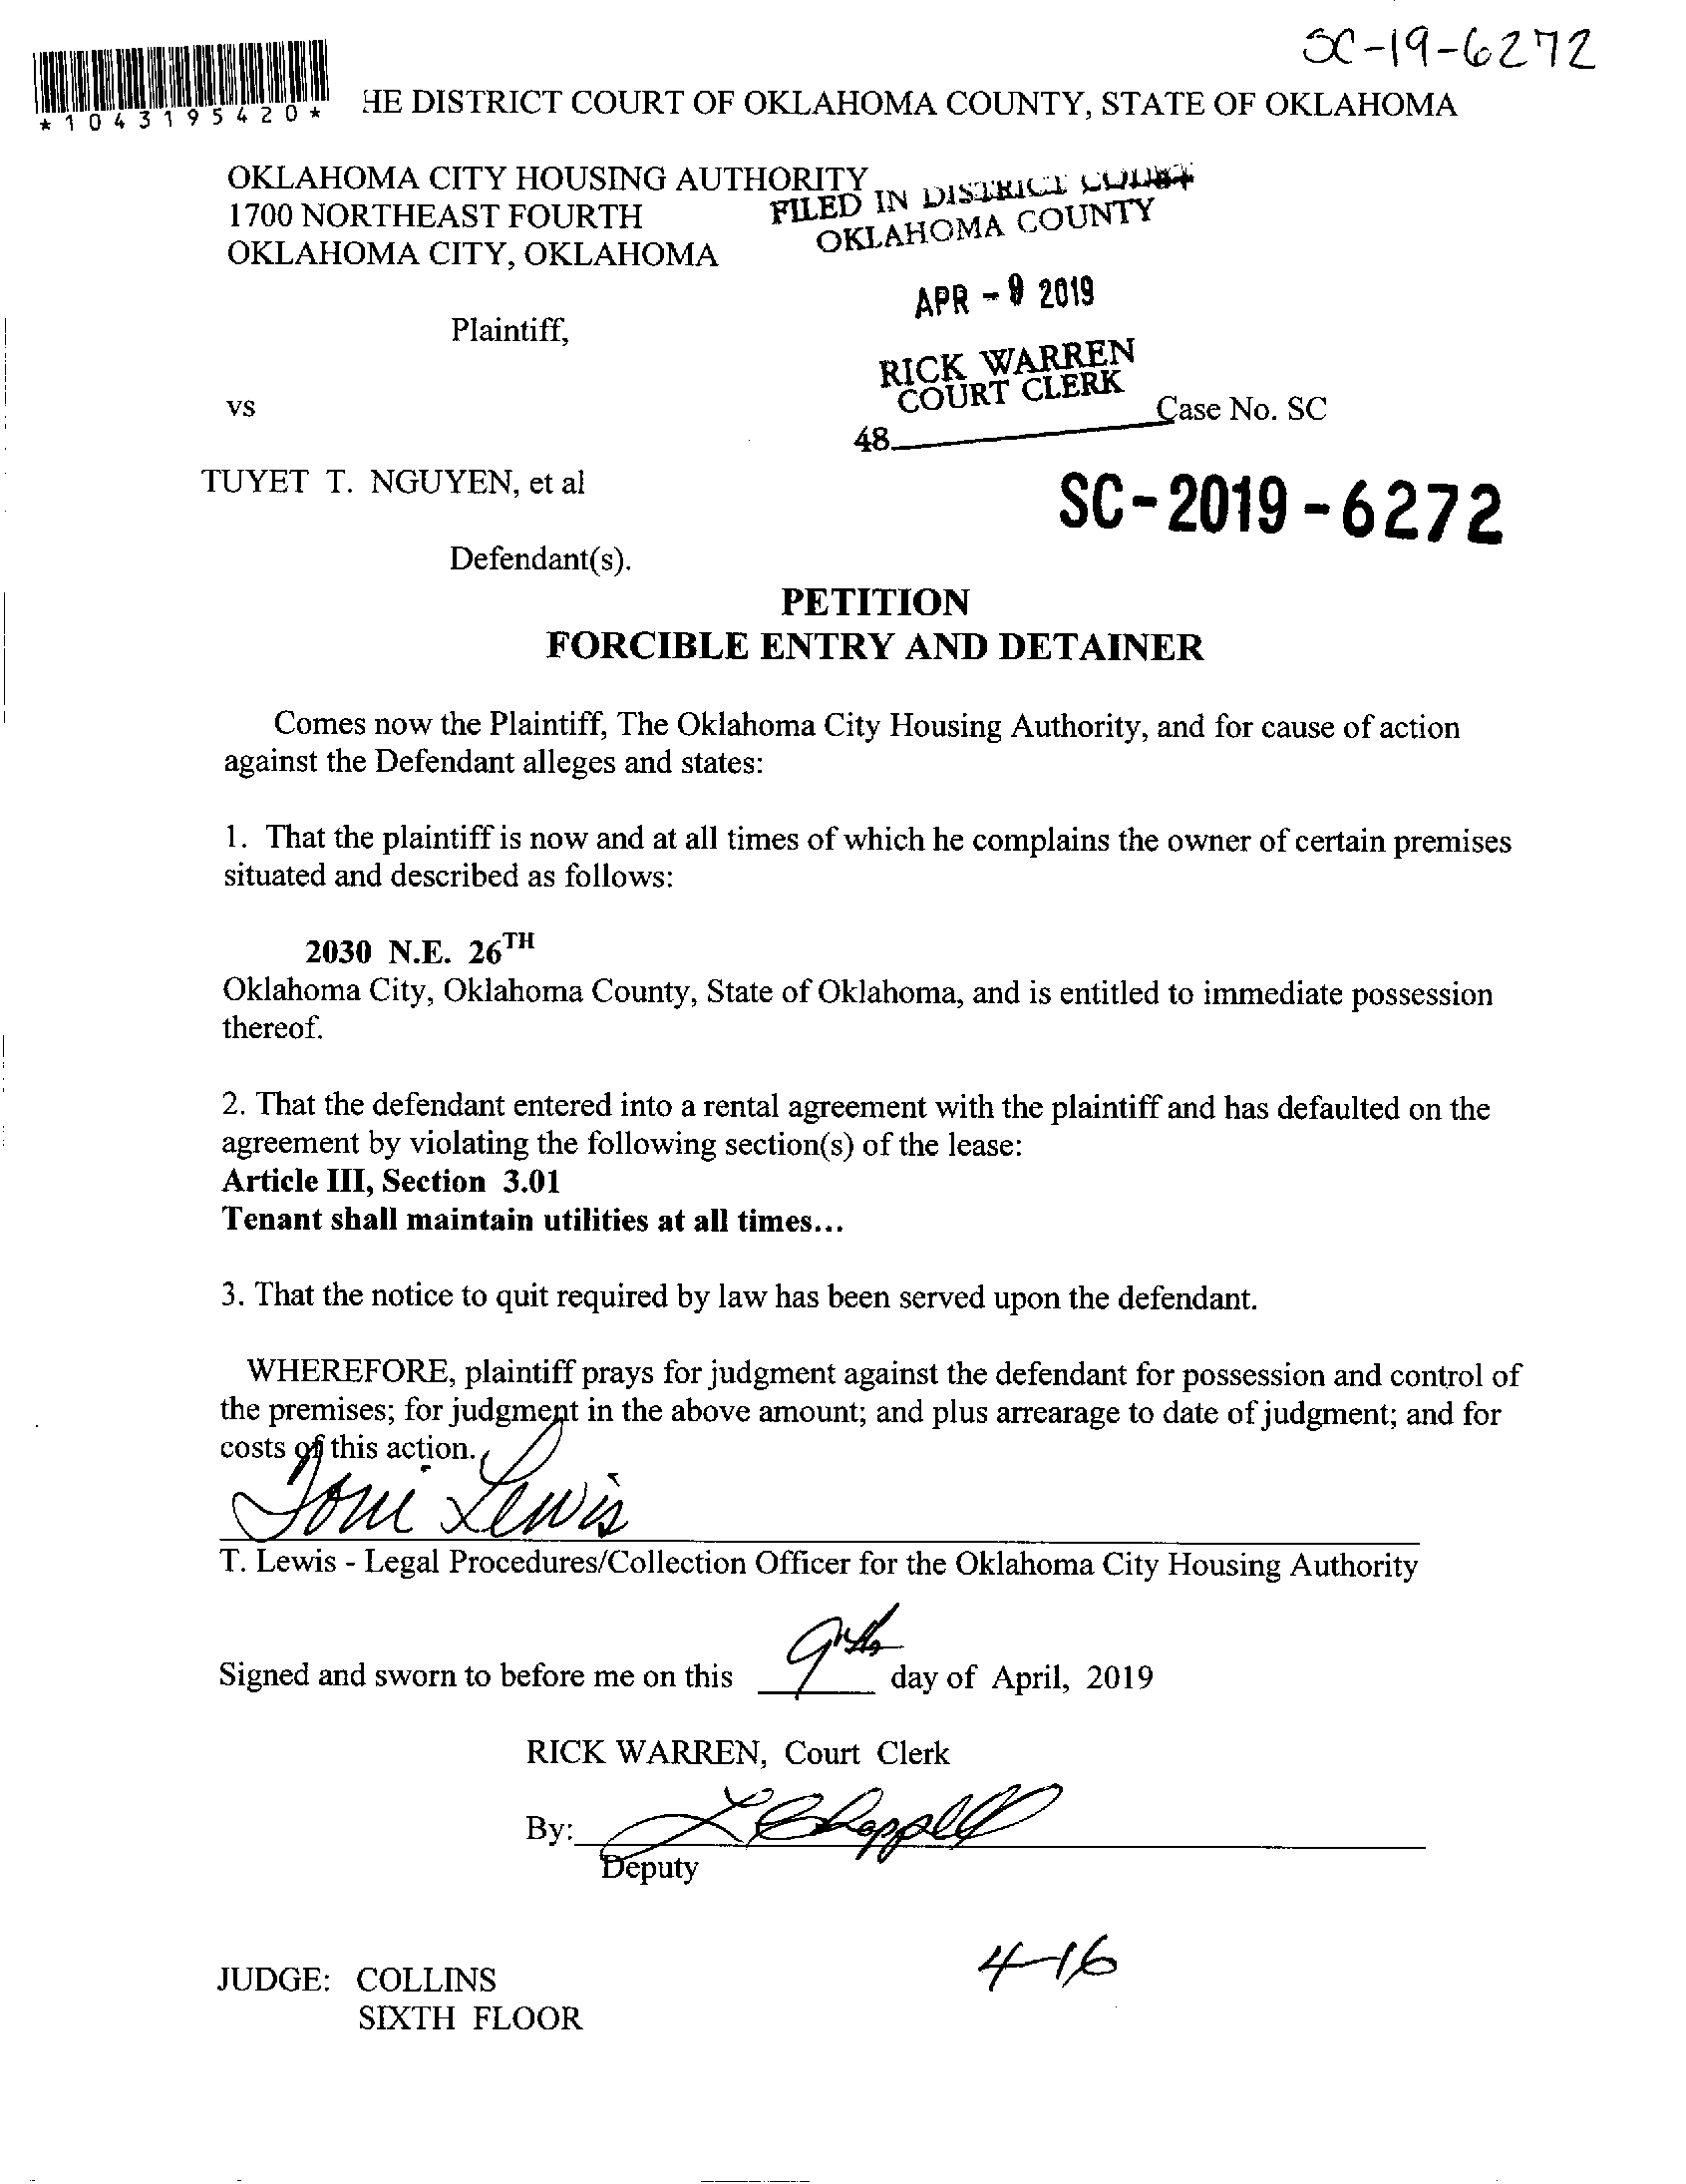 SC-19-6272
*1043195420*
HE DISTRICT COURT OF OKLAHOMA COUNTY, STATE OF OKLAHOMA
OKLAHOMA CITY HOUSING AUTHORITY
1700 NORTHEAST FOURTH
OKLAHOMA CITY, OKLAHOMA
FILED IN DISTRICT COURT
OKLAHOMA COUNTY
APR - 9 2019
Plaintiff,
RICK WARREN
COURT CLERK
vs
Case No. SC
48
TUYET T. NGUYEN, et al
SC-2019-6272
Defendant(s).
PETITION
FORCIBLE ENTRY AND DETAINER
Comes now the Plaintiff, The Oklahoma City Housing Authority, and for cause of action
against the Defendant alleges and states:
1. That the plaintiff is now and at all times of which he complains the owner of certain premises
situated and described as follows:
2030 N.E. 26TH
Oklahoma City, Oklahoma County, State of Oklahoma, and is entitled to immediate possession
thereof.
2. That the defendant entered into a rental agreement with the plaintiff and has defaulted on the
agreement by violating the following section(s) of the lease:
Article III, Section 3.01
Tenant shall maintain utilities at all times...
3. That the notice to quit required by law has been served upon the defendant.
WHEREFORE, plaintiff prays for judgment against the defendant for possession and control of
the premises; for judgment in the above amount; and plus arrearage to date of judgment; and for
costs of this action.
Toni Lewis
T. Lewis - Legal Procedures/Collection Officer for the Oklahoma City Housing Authority
Signed and sworn to before me on this 9th day of April, 2019
RICK WARREN, Court Clerk
By: L Chappell
Deputy
4-16
JUDGE: COLLINS
SIXTH FLOOR